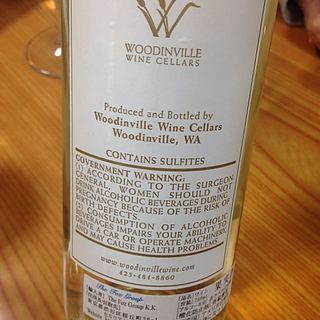 WOODINVILLE
WINE CELLARS
Produced and Bottled by
Woodinville Wine Cellars
Woodinville, WA
CONTAINS SULFITES
GOVERNMENT WARNING:
(1) ACCORDING TO THE SURGEON
GENERAL, WOMEN SHOULD NOT
DRINK ALCOHOLIC BEVERAGES DURING
PREGNANCY BECAUSE OF THE RISK OF
BIRTH DEFECTS.
CONSUMPTION OF ALCOHOLIC
BEVERAGES IMPAIRS YOUR ABILITY TO
DRIVE A CAR OR OPERATE MACHINERY
AND MAY CAUSE HEALTH PROBLEMS.
www.woodinvillewine.com
425-481-8860
The Fox Group
The Fox Group K.K.